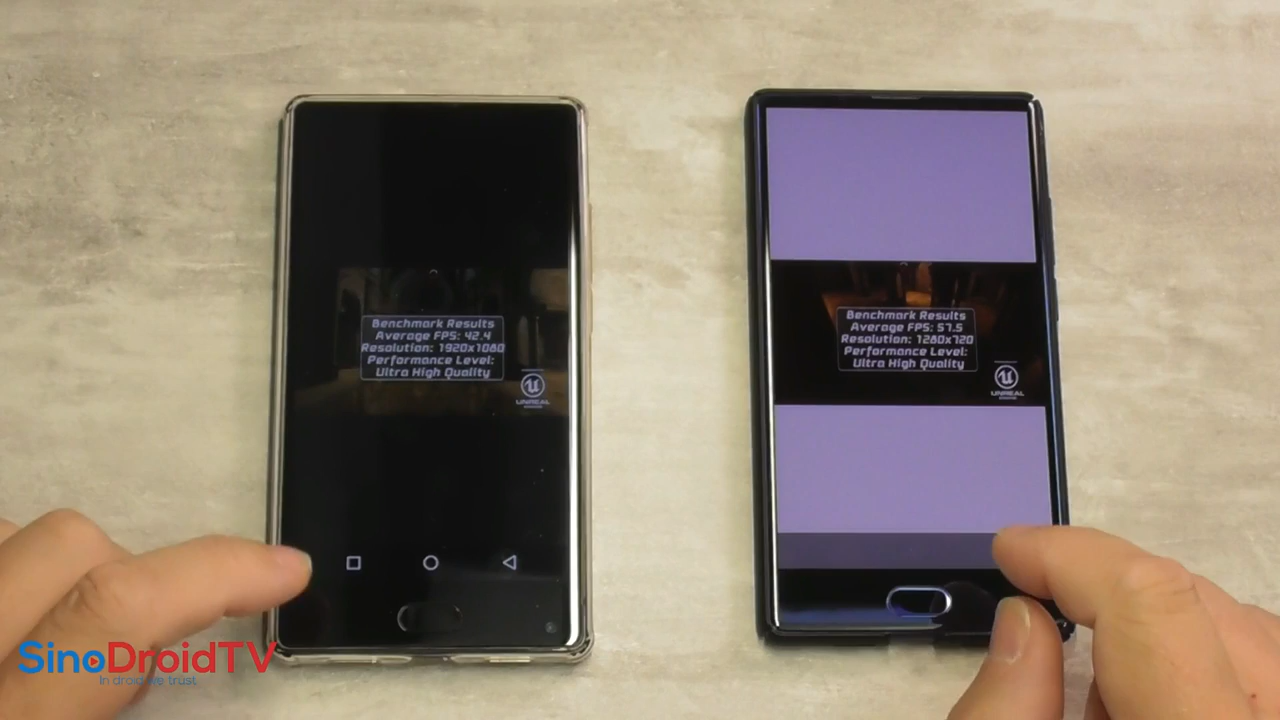 Benchmark Results
Average FPS: 42.4
Resolution: 1920x1080
Performance Level:
Ultra High Quality
UNREAL
Benchmark Results
Average FPS: 57.5
Resolution: 1280x720
Performance Level:
Ultra High Quality
UNREAL
SinoDroidTV
In droid we trust